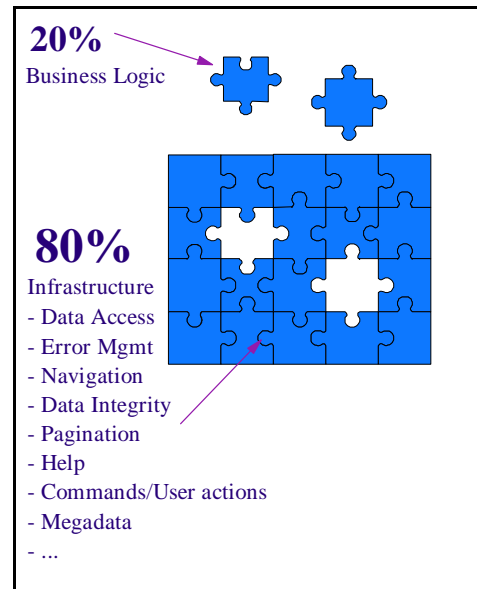 20%
Business Logic
80%
Infrastructure
- Data Access
- Error Mgmt
- Navigation
- Data Integrity
- Pagination
- Help
- Commands/User actions
- Megadata
- ...